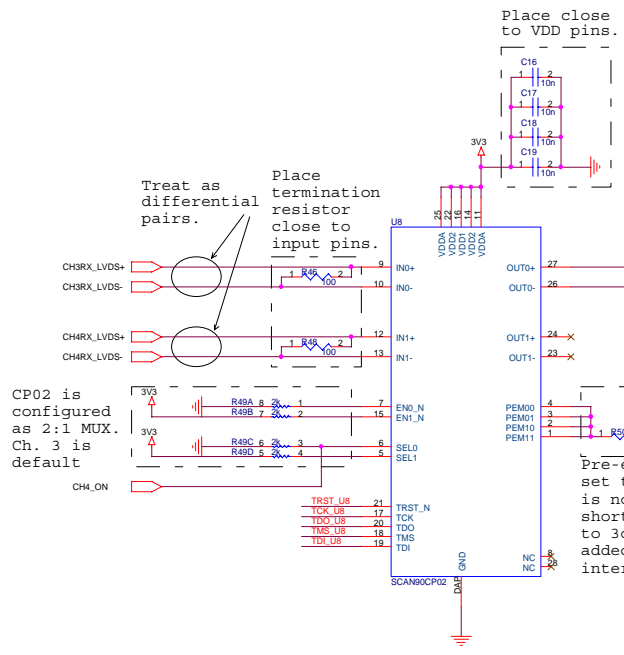 Place close
to VDD pins.
C16
1 2
10n
C17
1 2
10n
C18
1 2
10n
C19
1 2
10n
3V3
Treat as
differential
pairs.
Place
termination
resistor
close to
input pins.
25 22 16 14 11
VDDA VDD2 VDD1 VDD2 VDDA
U8
CH3RX_LVDS+
CH3RX_LVDS-
R46
1 2
100
9 IN0+
10 IN0-
OUT0+ 27
OUT0- 26
CH4RX_LVDS+
CH4RX_LVDS-
R48
1 2
100
12 IN1+
13 IN1-
OUT1+ 24
OUT1- 23
CP02 is
configured
as 2:1 MUX.
Ch. 3 is
default
3V3
R49A 8 2k 1 7 EN0_N
R49B 7 2k 2 15 EN1_N
3V3
R49C 6 2k 3 6 SEL0
R49D 5 2k 4 5 SEL1
CH4_ON
PEM00 4
PEM01 3
PEM10 2
PEM11 1
1 R50
Pre-e
set t
is no
short
to 3c
added
inter
TRST_U8 21 TRST_N
TCK_U8 17 TCK
TDO_U8 20 TDO
TMS_U8 18 TMS
TDI_U8 19 TDI
NC 8
NC 28
GND
DAP
SCAN90CP02